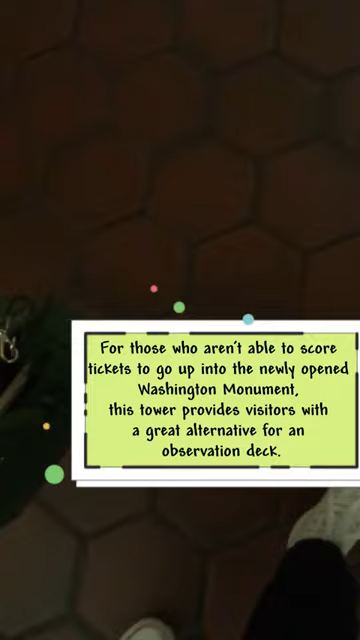 For those who aren't able to score
tickets to go up into the newly opened
Washington Monument,
this tower provides visitors with
a great alternative for an
observation deck.